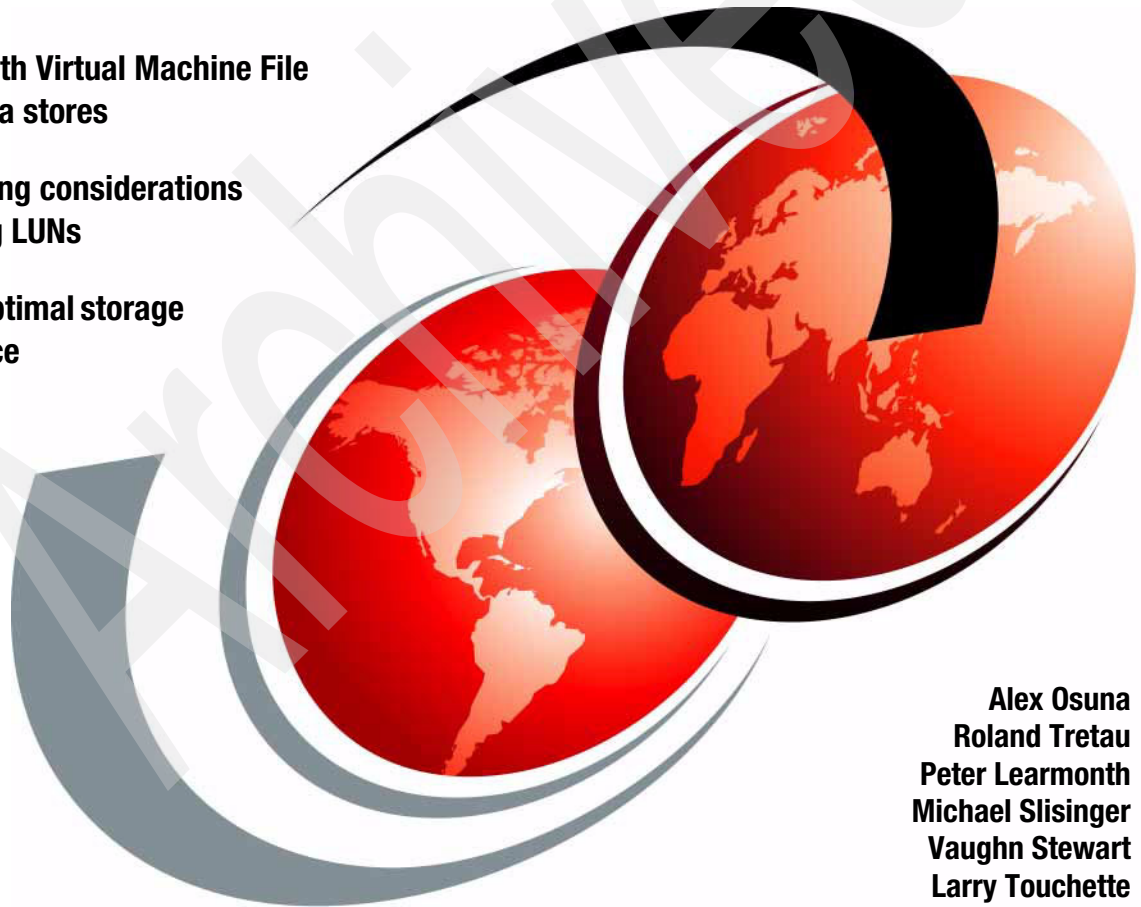 th Virtual Machine File
a stores
ng considerations
g LUNs
ptimal storage
ce
Alex Osuna
Roland Tretau
Peter Learmonth
Michael Slisinger
Vaughn Stewart
Larry Touchette
Archived